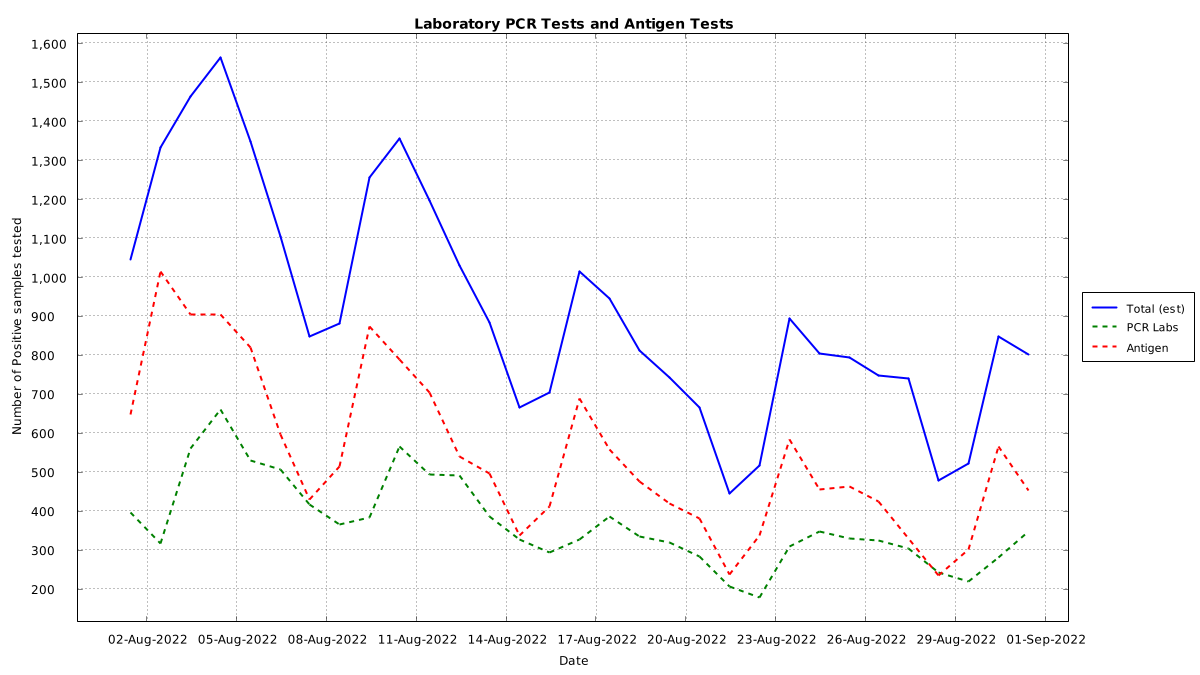 Laboratory PCR Tests and Antigen Tests
Number of Positive samples tested
1,600
1,500
1,400
1,300
1,200
1,100
1,000
900
800
700
600
500
400
300
200
Total (est)
PCR Labs
Antigen
02-Aug-2022 05-Aug-2022 08-Aug-2022 11-Aug-2022 14-Aug-2022 17-Aug-2022 20-Aug-2022 23-Aug-2022 26-Aug-2022 29-Aug-2022 01-Sep-2022
Date